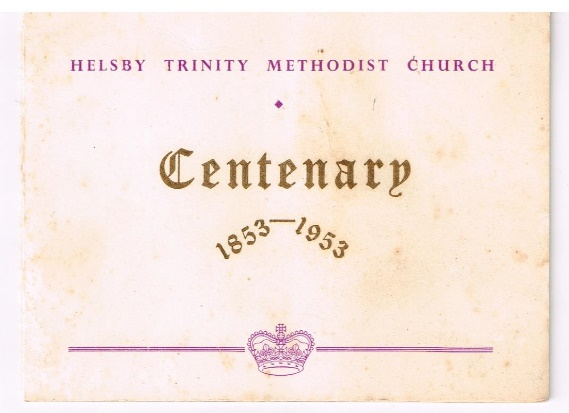 HELSBY TRINITY METHODIST CHURCH
Centenary
1853—1953